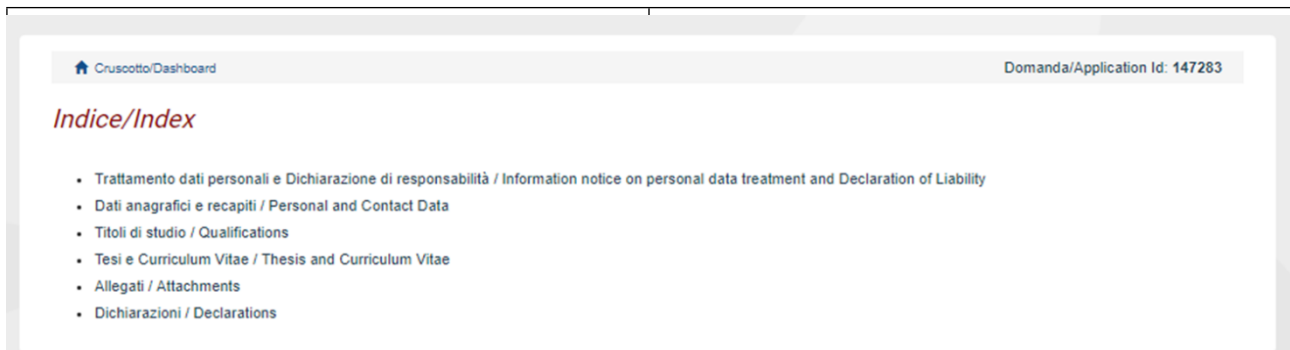 Cruscotto/Dashboard
Domanda/Application Id: 147283
Indice/Index
Trattamento dati personali e Dichiarazione di responsabilità / Information notice on personal data treatment and Declaration of Liability
Dati anagrafici e recapiti / Personal and Contact Data
Titoli di studio / Qualifications
Tesi e Curriculum Vitae / Thesis and Curriculum Vitae
Allegati / Attachments
Dichiarazioni / Declarations